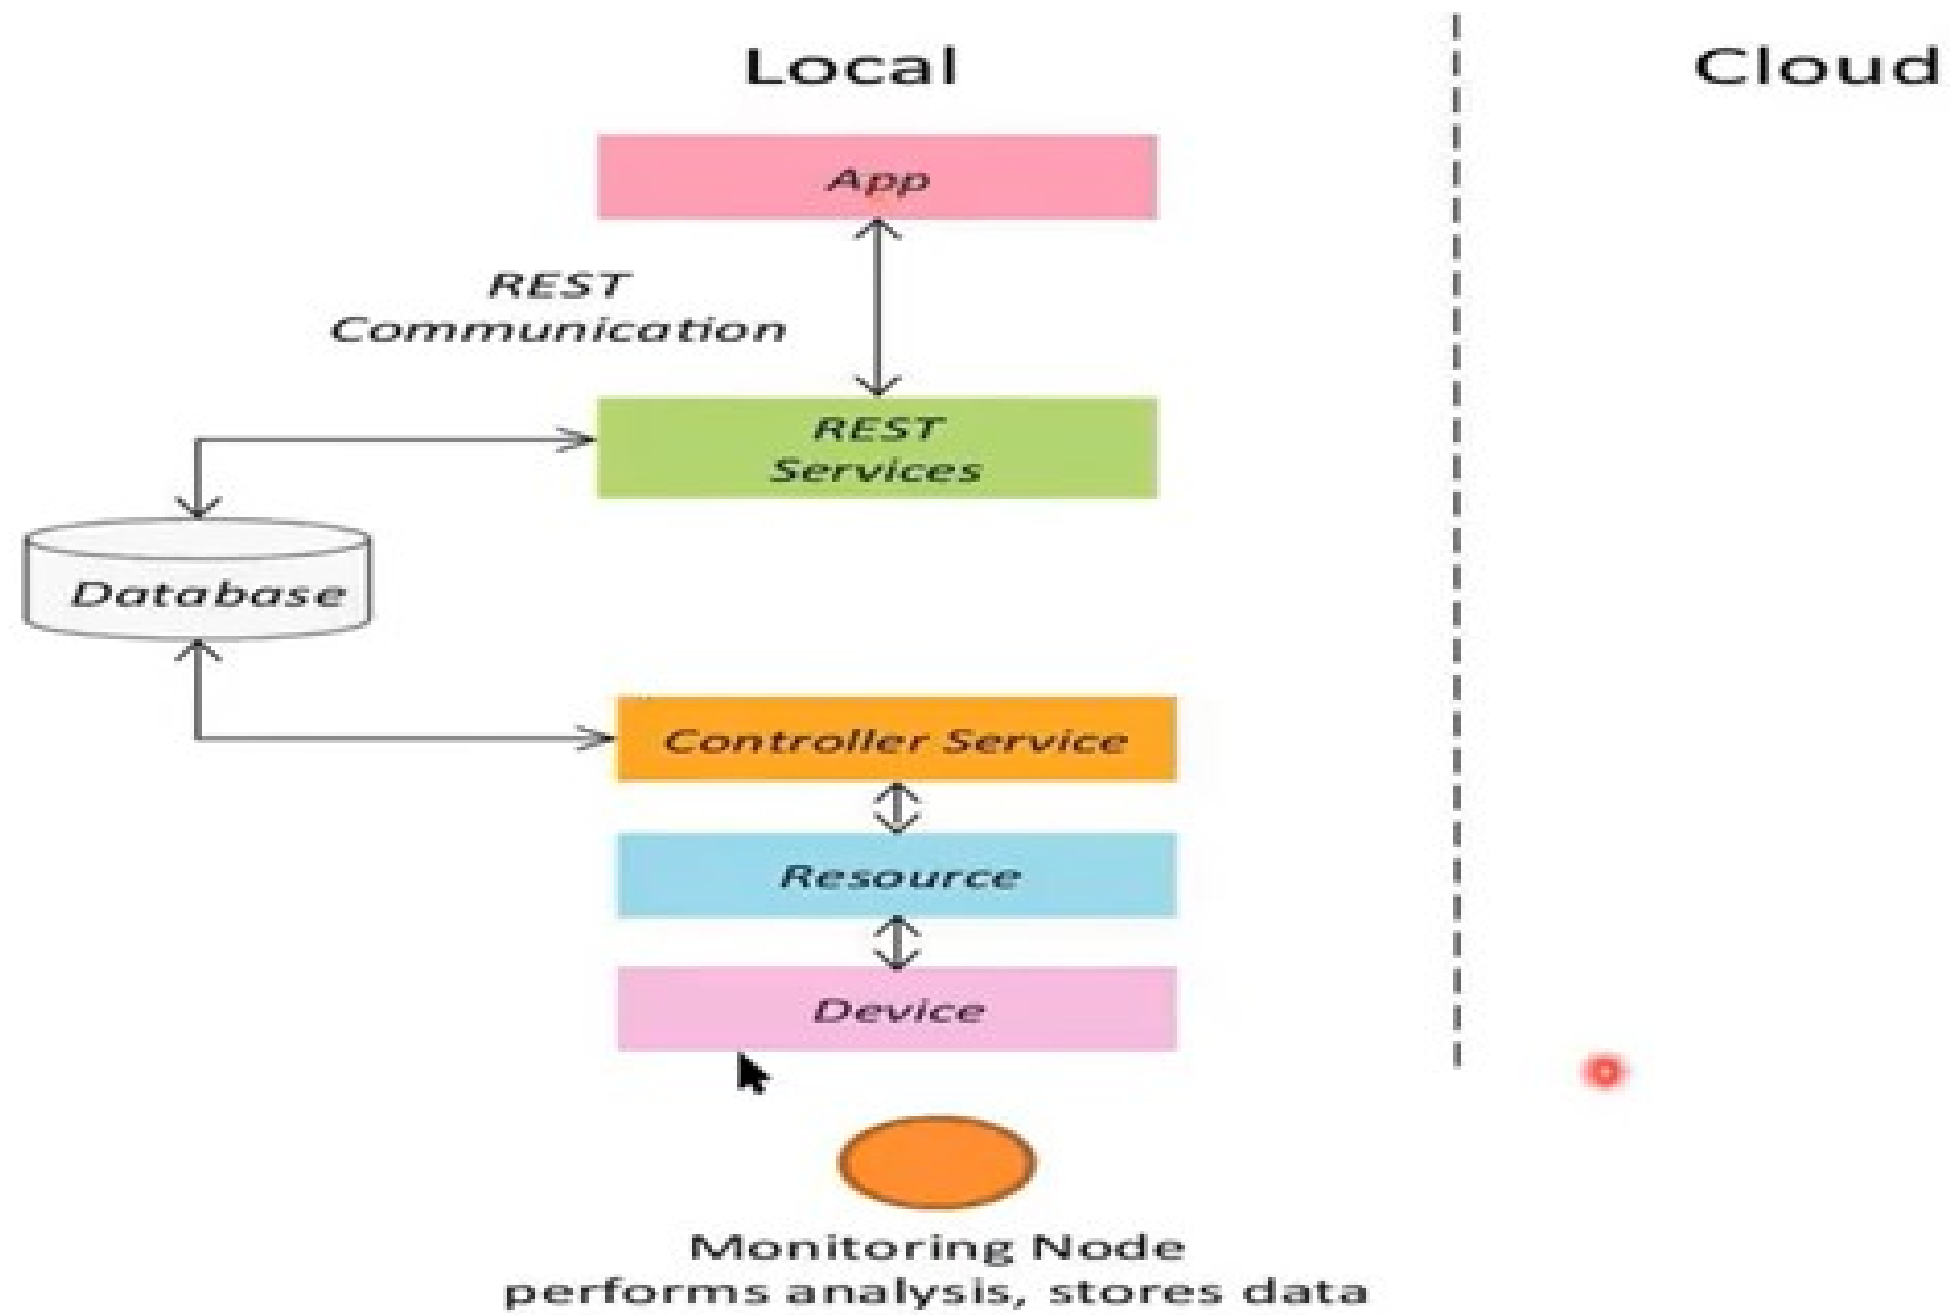 Local
Cloud
App
REST
Communication
REST
Services
Database
Controller Service
Resource
Device
Monitoring Node
performs analysis, stores data